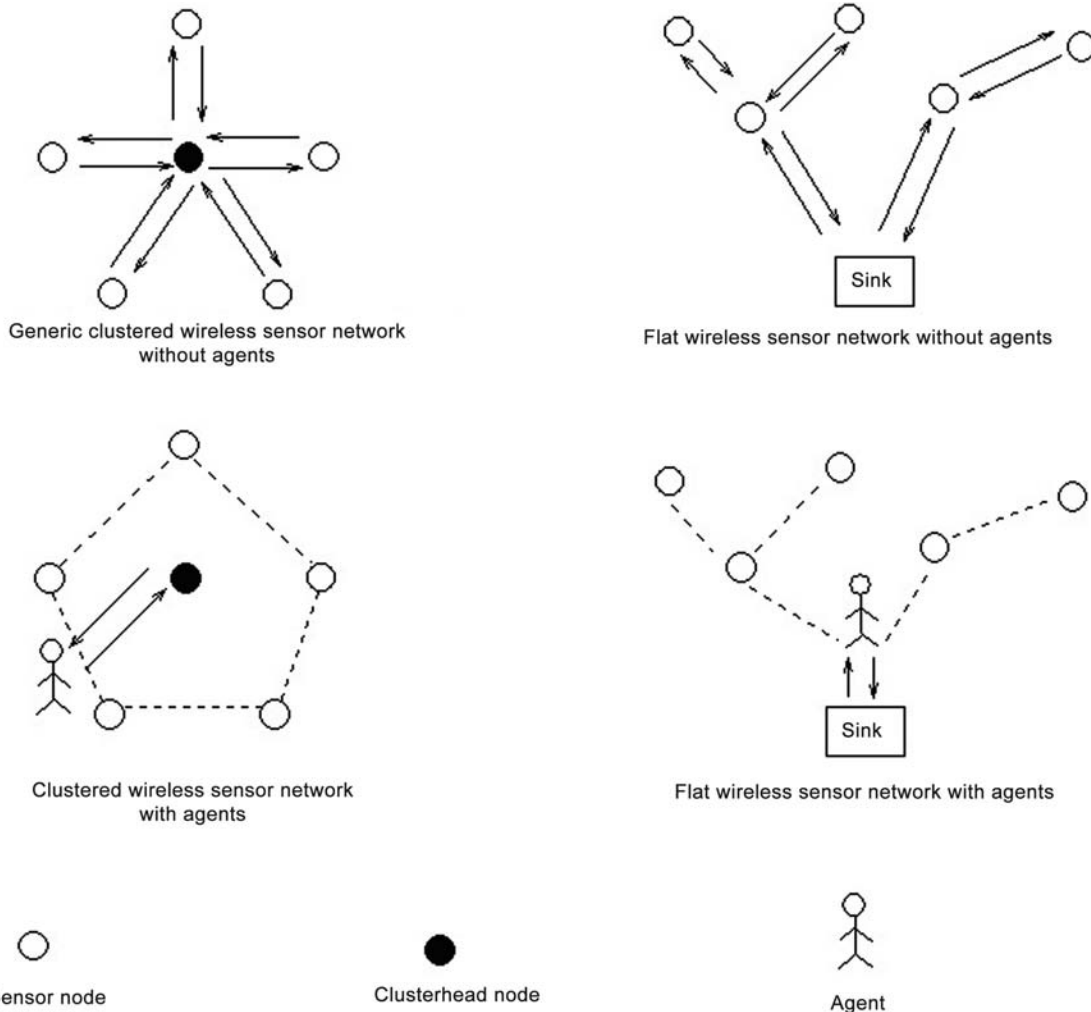 Sink
Generic clustered wireless sensor network
without agents
Flat wireless sensor network without agents
Sink
Clustered wireless sensor network
with agents
Flat wireless sensor network with agents
ensor node
Clusterhead node
Agent